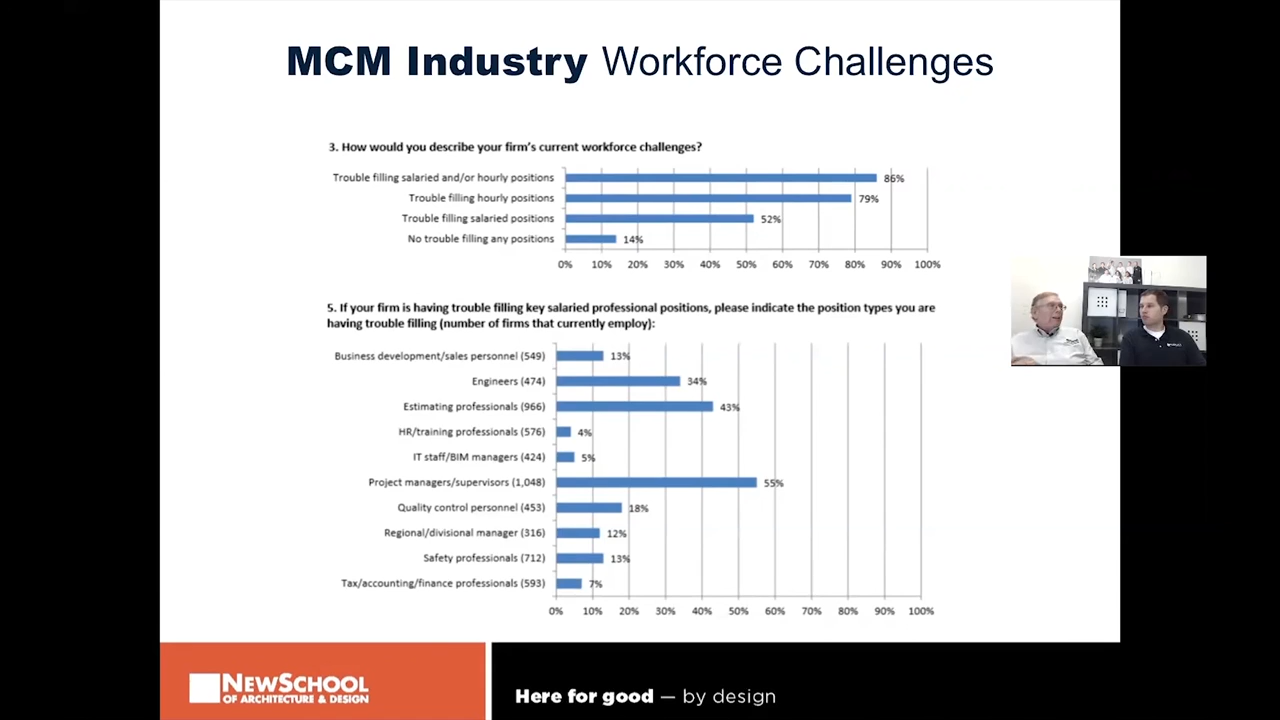 MCM Industry Workforce Challenges
3. How would you describe your firm's current workforce challenges?
Trouble filling salaried and/or hourly positions 86%
Trouble filling hourly positions 79%
Trouble filling salaried positions 52%
No trouble filling any positions 14%
0% 10% 20% 30% 40% 50% 60% 70% 80% 90% 100%
5. If your firm is having trouble filling key salaried professional positions, please indicate the position types you are
having trouble filling (number of firms that currently employ):
Business development/sales personnel (549) 13%
Engineers (474) 34%
Estimating professionals (966) 43%
HR/training professionals (576) 4%
IT staff/BIM managers (424) 5%
Project managers/supervisors (1,048) 55%
Quality control personnel (453) 18%
Regional/divisional manager (316) 12%
Safety professionals (712) 13%
Tax/accounting/finance professionals (593) 7%
0% 10% 20% 30% 40% 50% 60% 70% 80% 90% 100%
NEWSCHOOL
OF ARCHITECTURE & DESIGN
Here for good — by design